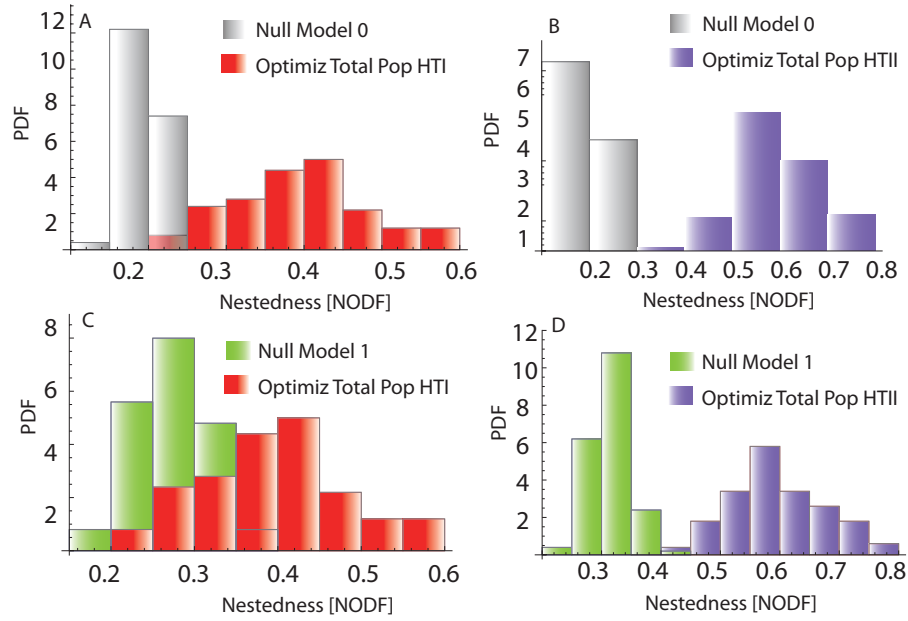 A
Null Model 0
Optimiz Total Pop HTI
PDF
12
10
8
6
4
2
0.2 0.3 0.4 0.5 0.6
Nestedness [NODF]
B
Null Model 0
Optimiz Total Pop HTII
PDF
7
6
5
4
3
2
1
0.2 0.3 0.4 0.5 0.6 0.7 0.8
Nestedness [NODF]
C
Null Model 1
Optimiz Total Pop HTI
PDF
8
6
4
2
0.2 0.3 0.4 0.5 0.6
Nestedness [NODF]
D
Null Model 1
Optimiz Total Pop HTII
PDF
12
10
8
6
4
2
0.3 0.4 0.5 0.6 0.7 0.8
Nestedness [NODF]